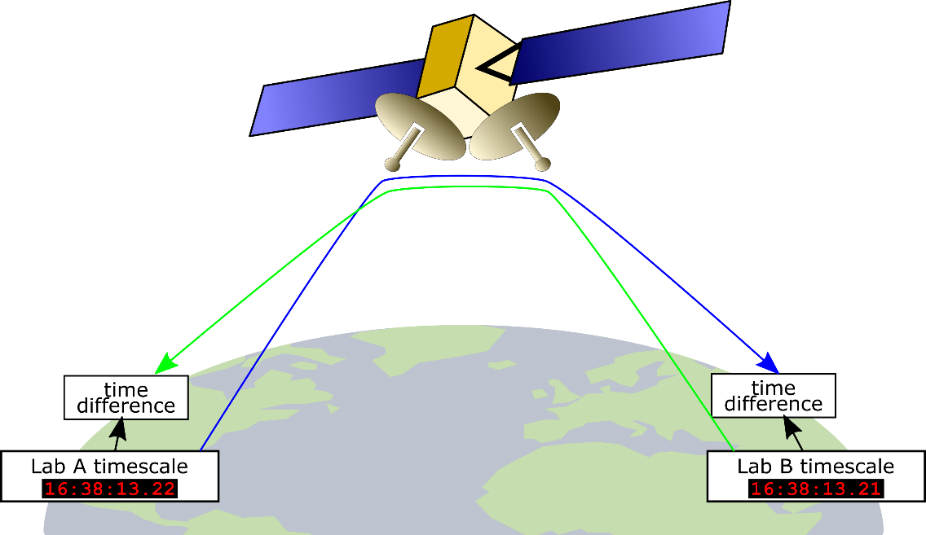 time
difference
time
difference
Lab A timescale
16:38:13.22
Lab B timescale
16:38:13.21